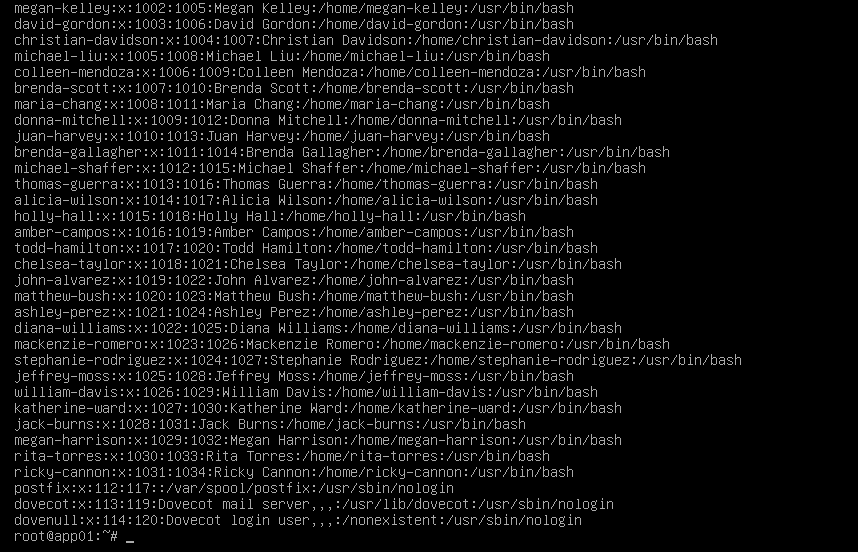 megan-kelley:x:1002:1005:Megan Kelley:/home/megan-kelley:/usr/bin/bash
david-gordon:x:1003:1006:David Gordon:/home/david-gordon:/usr/bin/bash
christian-davidson:x:1004:1007:Christian Davidson:/home/christian-davidson:/usr/bin/bash
michael-liu:x:1005:1008:Michael Liu:/home/michael-liu:/usr/bin/bash
colleen-mendoza:x:1006:1009:Colleen Mendoza:/home/colleen-mendoza:/usr/bin/bash
brenda-scott:x:1007:1010:Brenda Scott:/home/brenda-scott:/usr/bin/bash
maria-chang:x:1008:1011:Maria Chang:/home/maria-chang:/usr/bin/bash
donna-mitchell:x:1009:1012:Donna Mitchell:/home/donna-mitchell:/usr/bin/bash
juan-harvey:x:1010:1013:Juan Harvey:/home/juan-harvey:/usr/bin/bash
brenda-gallagher:x:1011:1014:Brenda Gallagher:/home/brenda-gallagher:/usr/bin/bash
michael-shaffer:x:1012:1015:Michael Shaffer:/home/michael-shaffer:/usr/bin/bash
thomas-guerra:x:1013:1016:Thomas Guerra:/home/thomas-guerra:/usr/bin/bash
alicia-wilson:x:1014:1017:Alicia Wilson:/home/alicia-wilson:/usr/bin/bash
holly-hall:x:1015:1018:Holly Hall:/home/holly-hall:/usr/bin/bash
amber-campos:x:1016:1019:Amber Campos:/home/amber-campos:/usr/bin/bash
todd-hamilton:x:1017:1020:Todd Hamilton:/home/todd-hamilton:/usr/bin/bash
chelsea-taylor:x:1018:1021:Chelsea Taylor:/home/chelsea-taylor:/usr/bin/bash
john-alvarez:x:1019:1022:John Alvarez:/home/john-alvarez:/usr/bin/bash
matthew-bush:x:1020:1023:Matthew Bush:/home/matthew-bush:/usr/bin/bash
ashley-perez:x:1021:1024:Ashley Perez:/home/ashley-perez:/usr/bin/bash
diana-williams:x:1022:1025:Diana Williams:/home/diana-williams:/usr/bin/bash
mackenzie-romero:x:1023:1026:Mackenzie Romero:/home/mackenzie-romero:/usr/bin/bash
stephanie-rodriguez:x:1024:1027:Stephanie Rodriguez:/home/stephanie-rodriguez:/usr/bin/bash
jeffrey-moss:x:1025:1028:Jeffrey Moss:/home/jeffrey-moss:/usr/bin/bash
william-davis:x:1026:1029:William Davis:/home/william-davis:/usr/bin/bash
katherine-ward:x:1027:1030:Katherine Ward:/home/katherine-ward:/usr/bin/bash
jack-burns:x:1028:1031:Jack Burns:/home/jack-burns:/usr/bin/bash
megan-harrison:x:1029:1032:Megan Harrison:/home/megan-harrison:/usr/bin/bash
rita-torres:x:1030:1033:Rita Torres:/home/rita-torres:/usr/bin/bash
ricky-cannon:x:1031:1034:Ricky Cannon:/home/ricky-cannon:/usr/bin/bash
postfix:x:112:117::/var/spool/postfix:/usr/sbin/nologin
dovecot:x:113:119:Dovecot mail server,,,:/usr/lib/dovecot:/usr/sbin/nologin
dovenull:x:114:120:Dovecot login user,,,:/nonexistent:/usr/sbin/nologin
root@app01:~# _